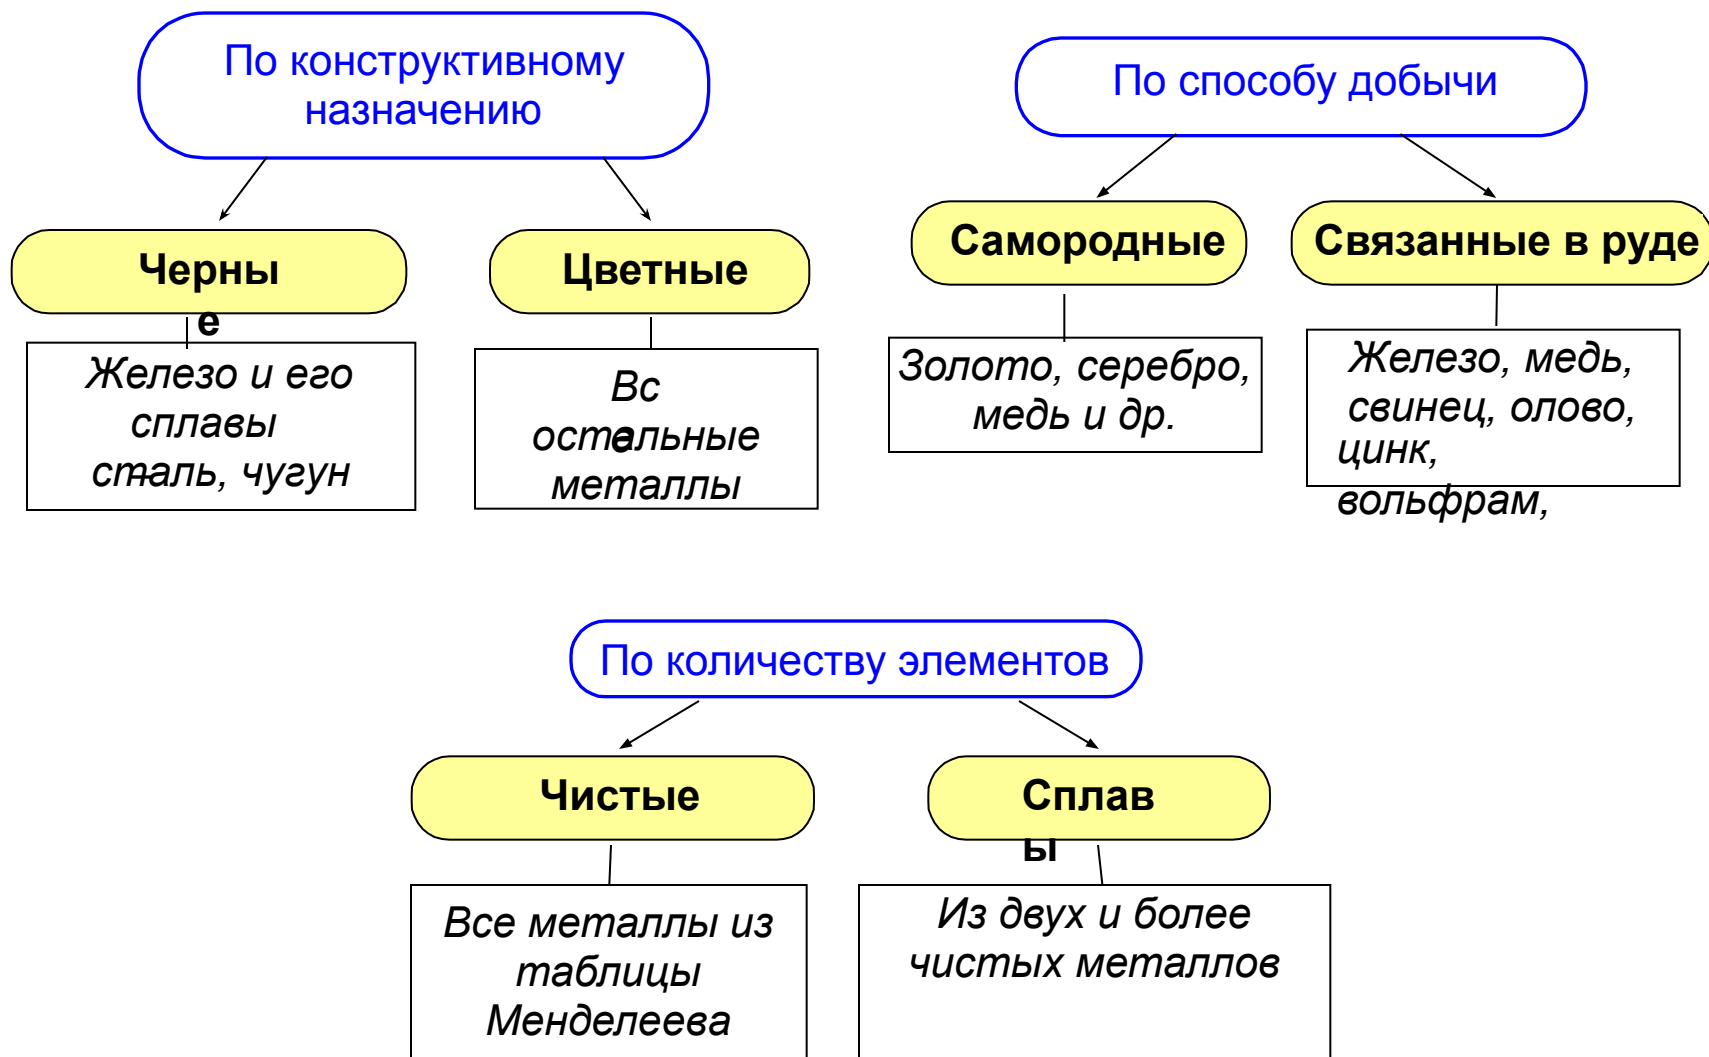 По конструктивному
назначению
Черны
е
Железо и его
сплавы
–
сталь, чугун
Цветные
Вс
е
остальные
металлы
По способу добычи
Самородные
Золото, серебро,
медь и др.
Связанные в руде
Железо, медь,
свинец, олово,
цинк,
вольфрам,
По количеству элементов
Чистые
Все металлы из
таблицы
Менделеева
Сплав
ы
Из двух и более
чистых металлов